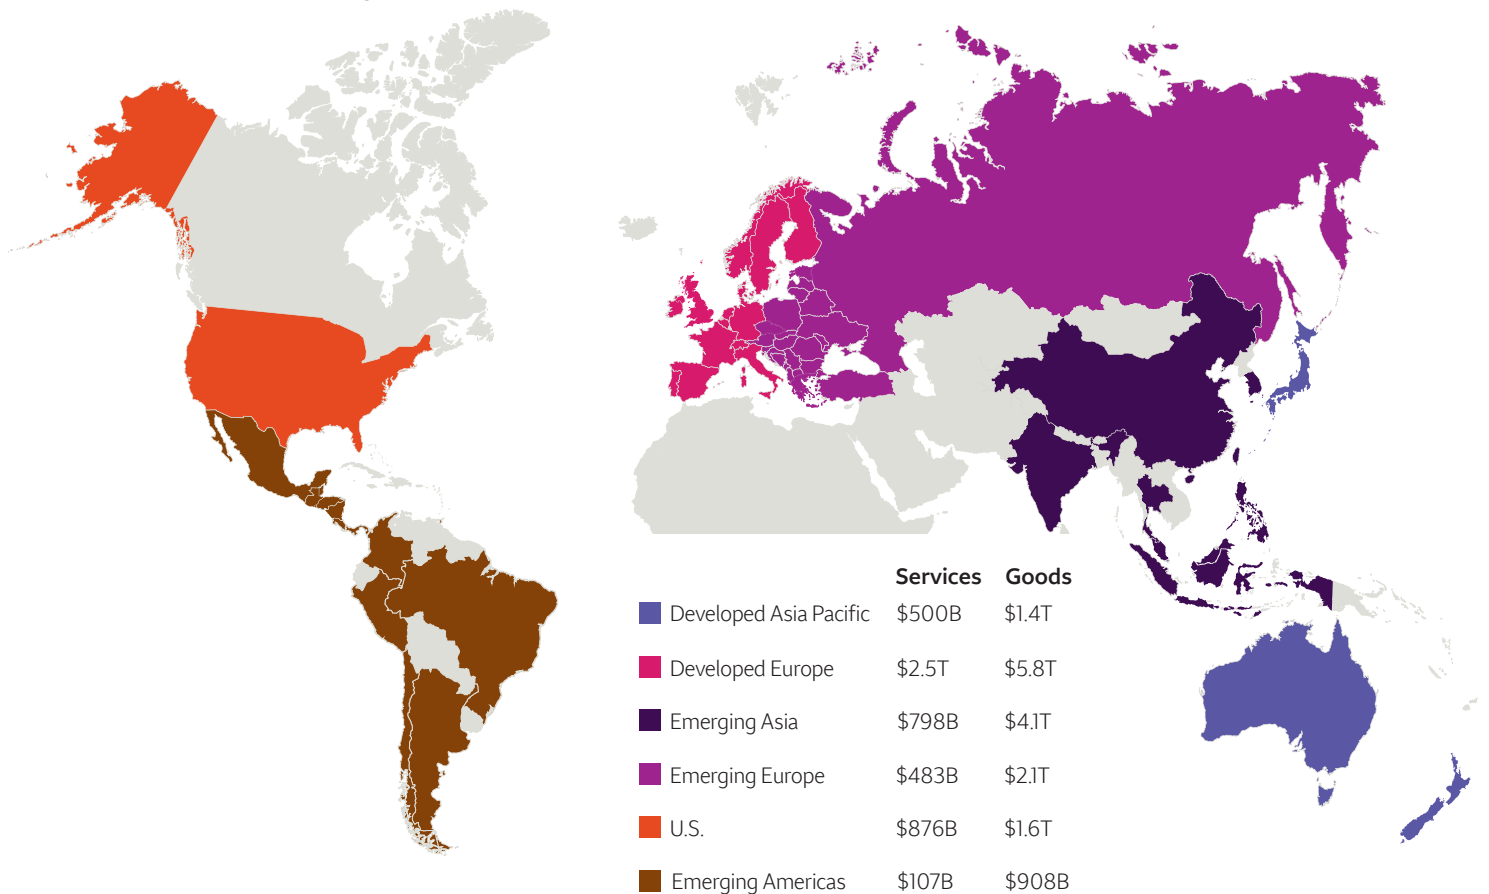 Services Goods
Developed Asia Pacific $500B $1.4T
Developed Europe $2.5T $5.8T
Emerging Asia $798B $4.1T
Emerging Europe $483B $2.1T
U.S. $876B $1.6T
Emerging Americas $107B $908B